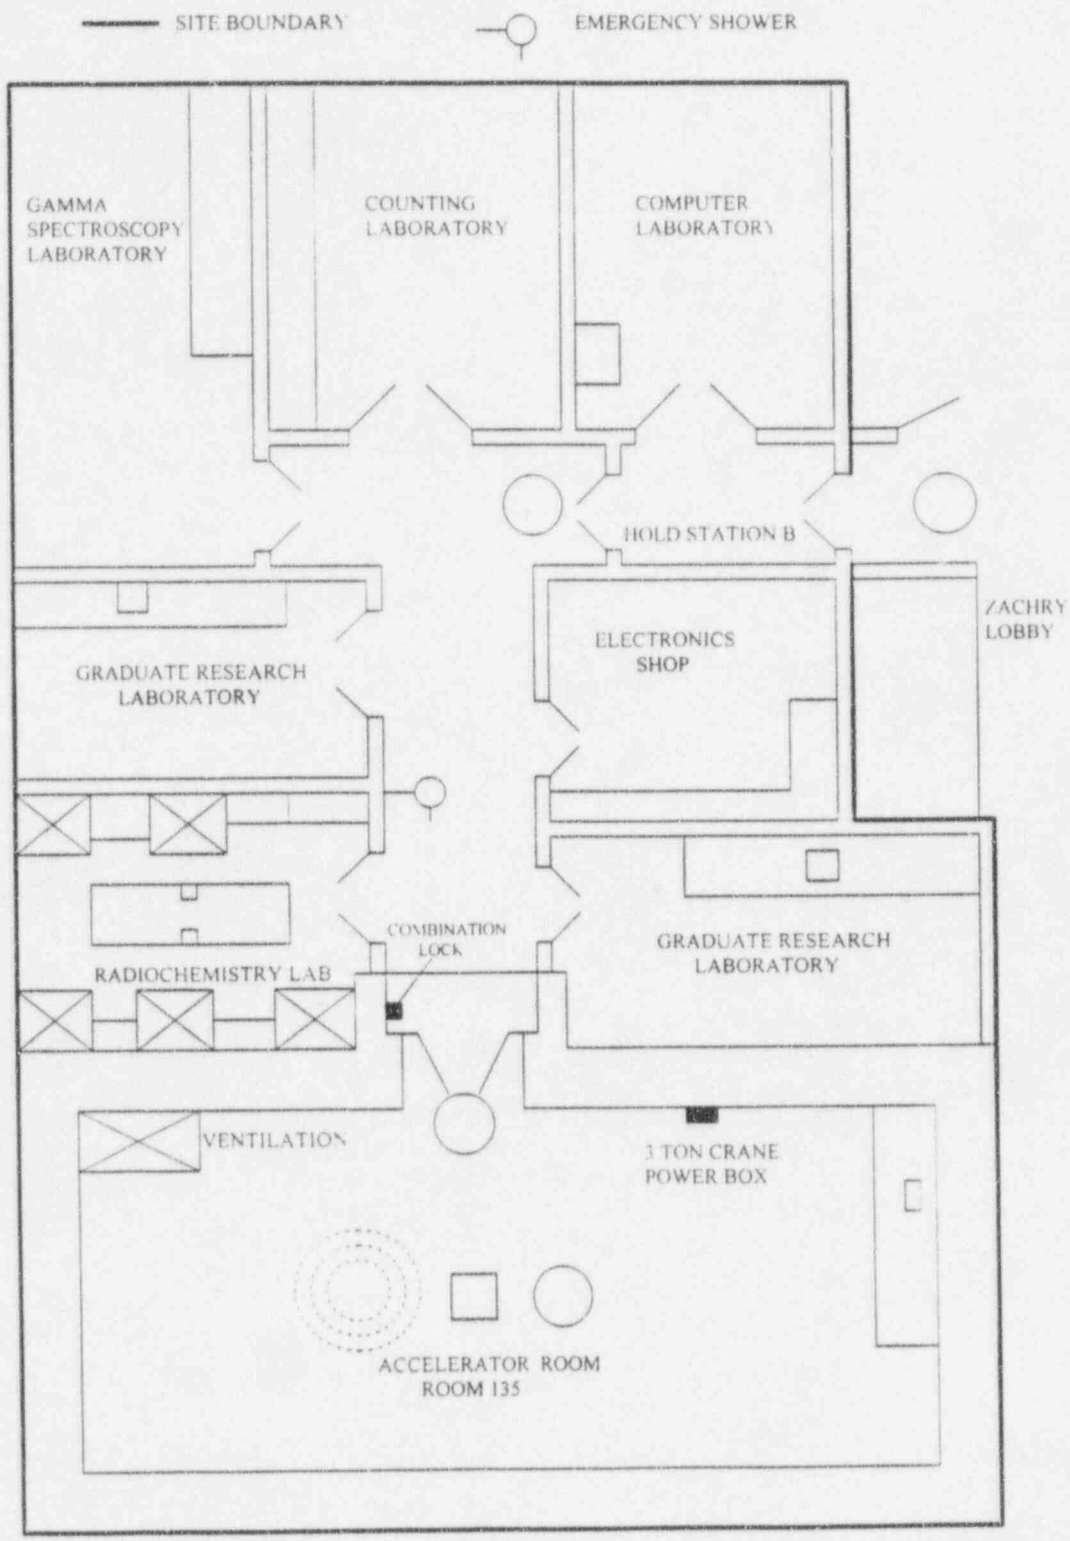 SITE BOUNDARY
EMERGENCY SHOWER
GAMMA
SPECTROSCOPY
LABORATORY
COUNTING
LABORATORY
COMPUTER
LABORATORY
HOLD STATION B
ZACHRY
LOBBY
ELECTRONICS
SHOP
GRADUATE RESEARCH
LABORATORY
COMBINATION
LOCK
GRADUATE RESEARCH
LABORATORY
RADIOCHEMISTRY LAB
VENTILATION
3 TON CRANE
POWER BOX
ACCELERATOR ROOM
ROOM 135